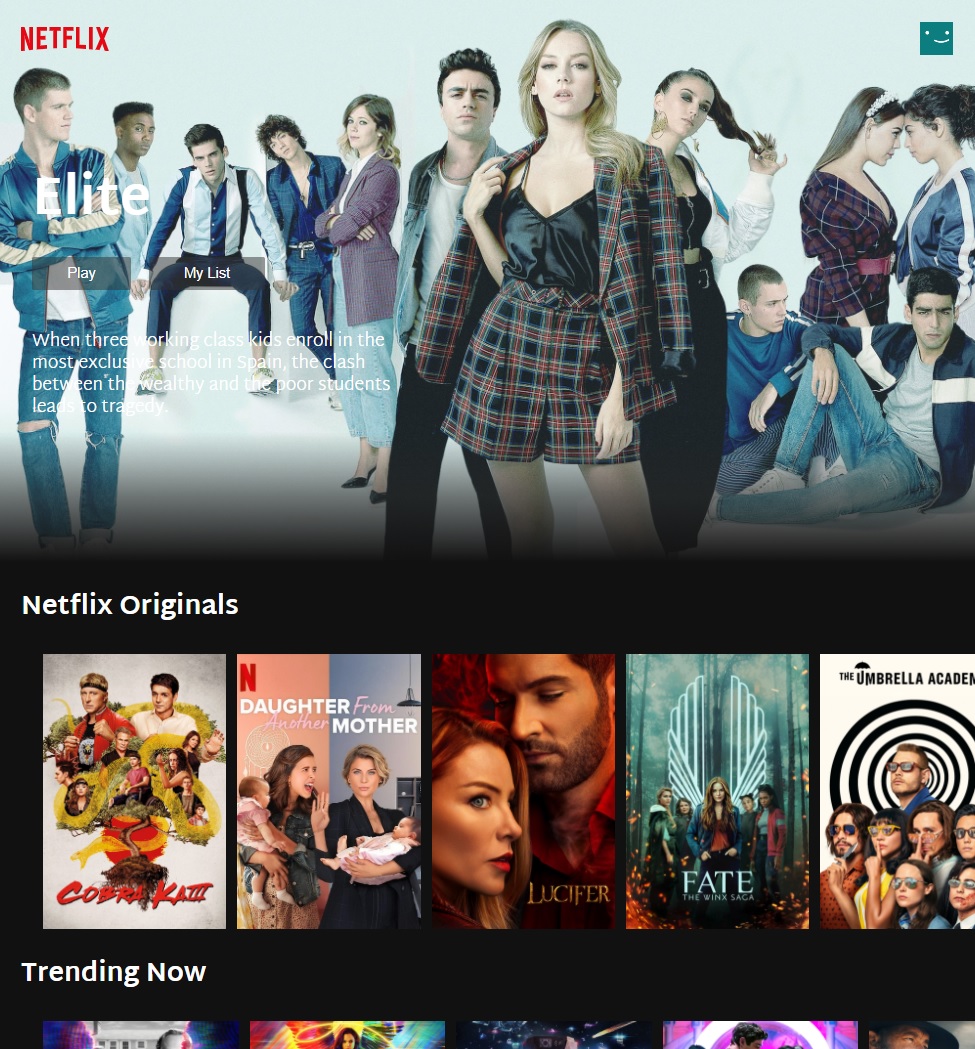 NETFLIX
Elite
Play
My List
When three working class kids enroll in the
most exclusive school in Spain, the clash
between the wealthy and the poor students
leads to tragedy.
Netflix Originals
COBRA KAI III
N
DAUGHTER From
Another MOTHER
LUCIFER
FATE
THE WINX SAGA
THE UMBRELLA ACADEM
Trending Now